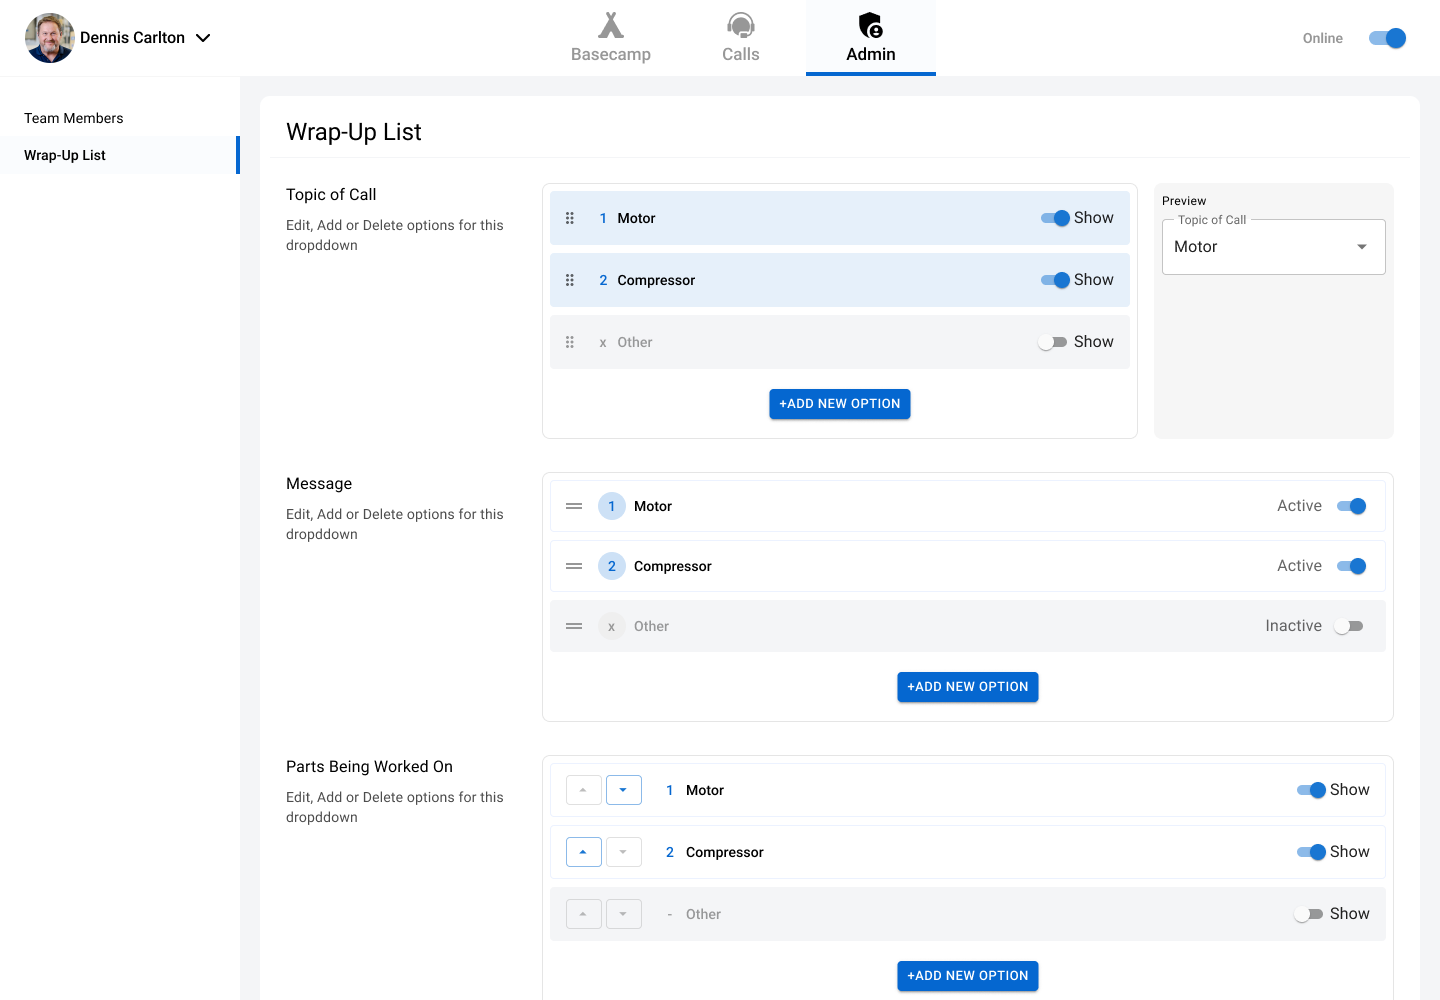 Dennis Carlton
Basecamp
Calls
Admin
Online
Team Members
Wrap-Up List
Wrap-Up List
Topic of Call
Edit, Add or Delete options for this
dropddown
1 Motor Show
2 Compressor Show
x Other Show
+ADD NEW OPTION
Preview
Topic of Call
Motor
Message
Edit, Add or Delete options for this
dropddown
1 Motor Active
2 Compressor Active
x Other Inactive
+ADD NEW OPTION
Parts Being Worked On
Edit, Add or Delete options for this
dropddown
1 Motor Show
2 Compressor Show
- Other Show
+ADD NEW OPTION